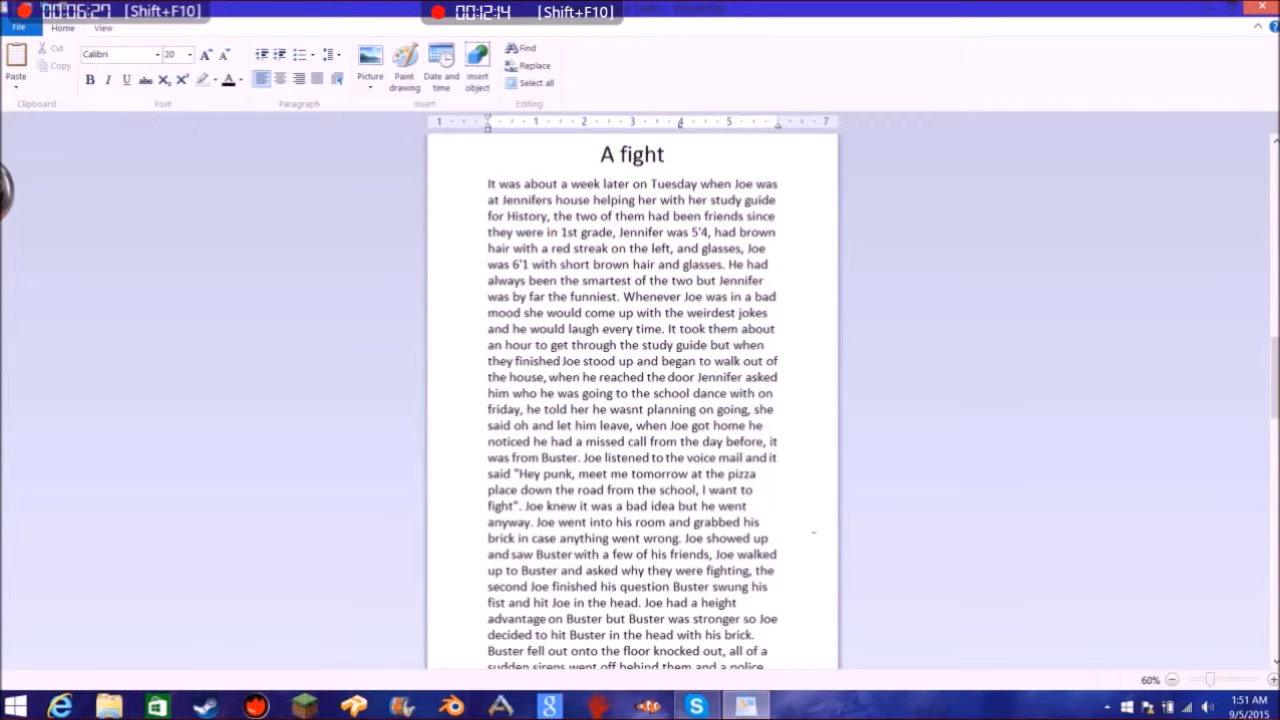 00:06:27 [Shift+F10]
00:12:14 [Shift+F10]
File Home View
Paste
Cut
Copy
Clipboard
Calibri 20
Font
Paragraph
Picture
Paint drawing
Date and time
Insert object
Insert
Find
Replace
Select all
Editing
1 1 2 3 4 5 7
A fight
It was about a week later on Tuesday when Joe was
at Jennifers house helping her with her study guide
for History, the two of them had been friends since
they were in 1st grade, Jennifer was 5'4, had brown
hair with a red streak on the left, and glasses, Joe
was 6'1 with short brown hair and glasses. He had
always been the smartest of the two but Jennifer
was by far the funniest. Whenever Joe was in a bad
mood she would come up with the weirdest jokes
and he would laugh every time. It took them about
an hour to get through the study guide but when
they finished Joe stood up and began to walk out of
the house, when he reached the door Jennifer asked
him who he was going to the school dance with on
friday, he told her he wasnt planning on going, she
said oh and let him leave, when Joe got home he
noticed he had a missed call from the day before, it
was from Buster. Joe listened to the voice mail and it
said "Hey punk, meet me tomorrow at the pizza
place down the road from the school, I want to
fight". Joe knew it was a bad idea but he went
anyway. Joe went into his room and grabbed his
brick in case anything went wrong. Joe showed up
and saw Buster with a few of his friends, Joe walked
up to Buster and asked why they were fighting, the
second Joe finished his question Buster swung his
fist and hit Joe in the head. Joe had a height
advantage on Buster but Buster was stronger so Joe
decided to hit Buster in the head with his brick.
Buster fell out onto the floor knocked out, all of a
sudden sirens went off behind them and a police
60%
1:51 AM
9/5/2015